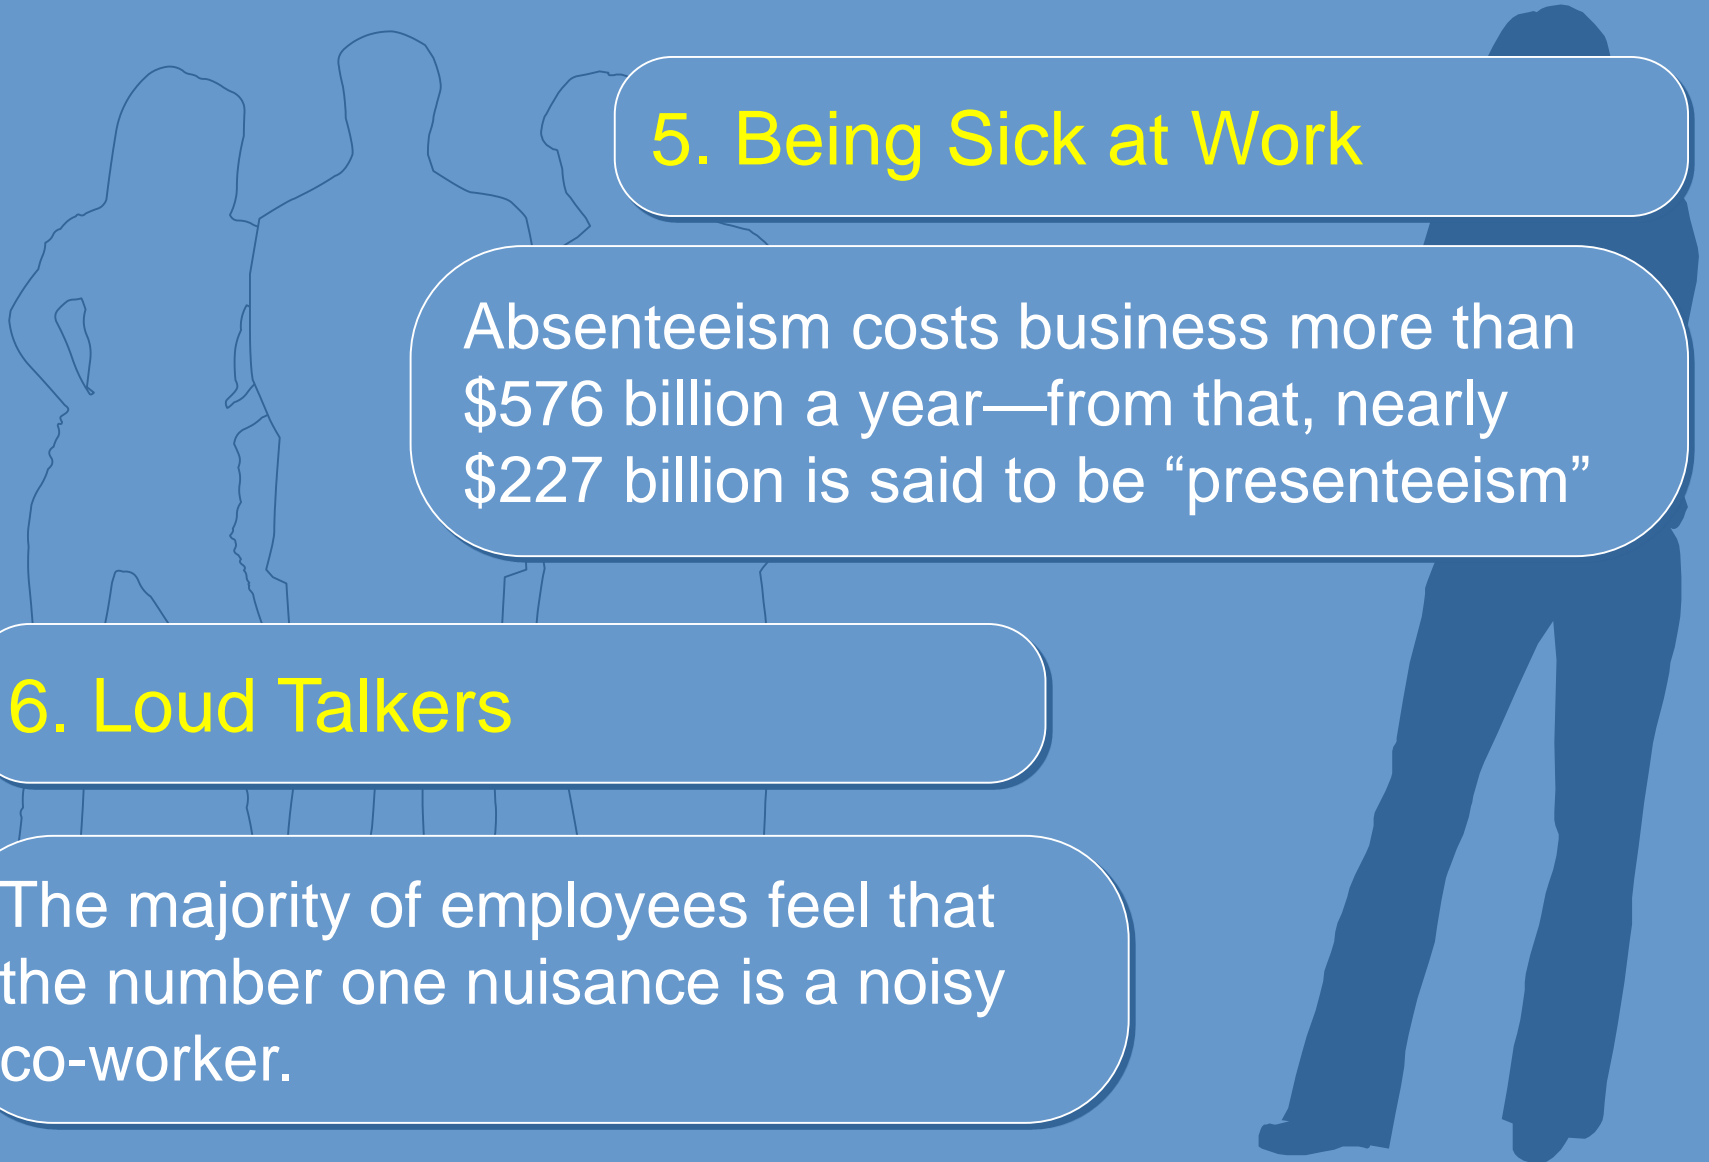 5. Being Sick at Work
Absenteeism costs business more than
$576 billion a year—from that, nearly
$227 billion is said to be “presenteeism”
6. Loud Talkers
The majority of employees feel that
the number one nuisance is a noisy
co-worker.